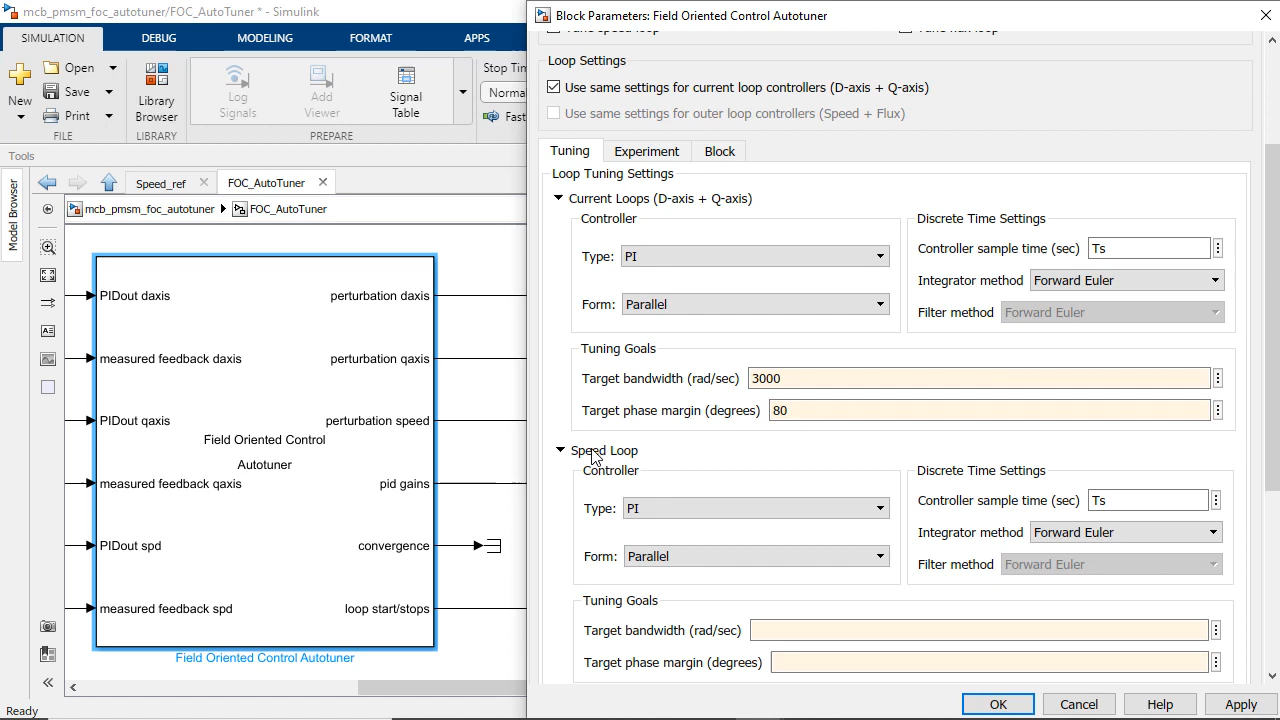 mcb_pmsm_foc_autotuner/FOC_AutoTuner * - Simulink
SIMULATION DEBUG MODELING FORMAT APPS
New
Open
Save
Print
FILE
Library Browser
LIBRARY
Log Signals
Add Viewer
Signal Table
PREPARE
Stop Tim
Norma
Fast
Tools
Model Browser
Speed_ref
FOC_AutoTuner
mcb_pmsm_foc_autotuner FOC_AutoTuner
PIDout daxis perturbation daxis
measured feedback daxis perturbation qaxis
PIDout qaxis perturbation speed
Field Oriented Control
Autotuner
measured feedback qaxis pid gains
PIDout spd convergence
measured feedback spd loop start/stops
Field Oriented Control Autotuner
Ready
Block Parameters: Field Oriented Control Autotuner
Loop Settings
Use same settings for current loop controllers (D-axis + Q-axis)
Use same settings for outer loop controllers (Speed + Flux)
Tuning Experiment Block
Loop Tuning Settings
Current Loops (D-axis + Q-axis)
Controller
Type: PI
Form: Parallel
Discrete Time Settings
Controller sample time (sec) Ts
Integrator method Forward Euler
Filter method Forward Euler
Tuning Goals
Target bandwidth (rad/sec) 3000
Target phase margin (degrees) 80
Speed Loop
Controller
Type: PI
Form: Parallel
Discrete Time Settings
Controller sample time (sec) Ts
Integrator method Forward Euler
Filter method Forward Euler
Tuning Goals
Target bandwidth (rad/sec)
Target phase margin (degrees)
OK Cancel Help Apply